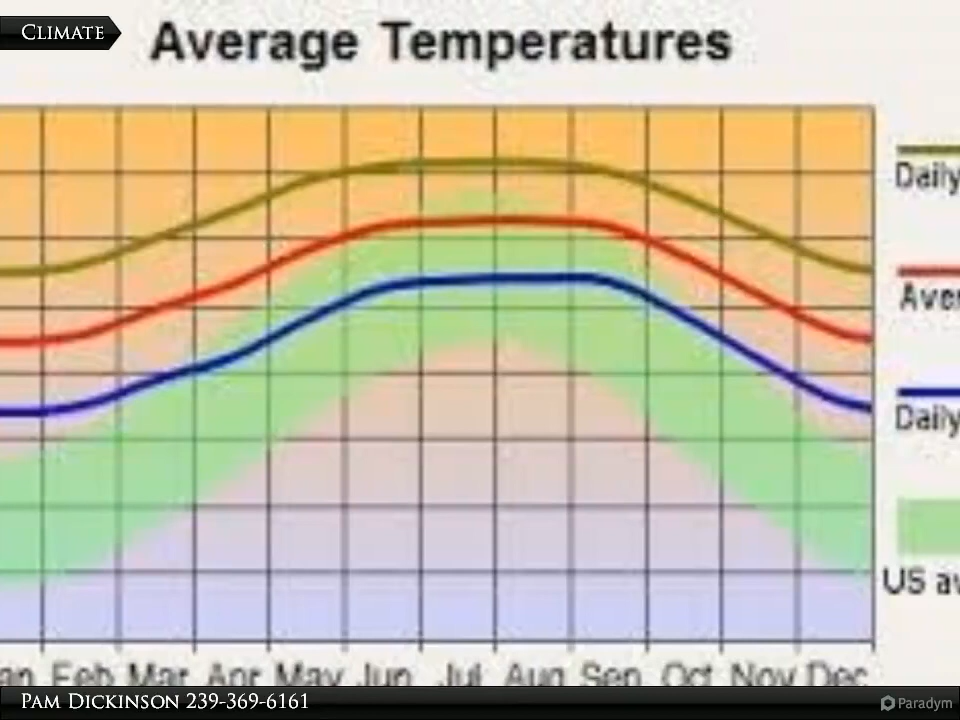 CLIMATE
Average Temperatures
Daily
Aver
Daily
US av
an Feb Mar Apr May Jun Jul Aug Sep Oct Nov Dec
PAM DICKINSON 239-369-6161
Paradym